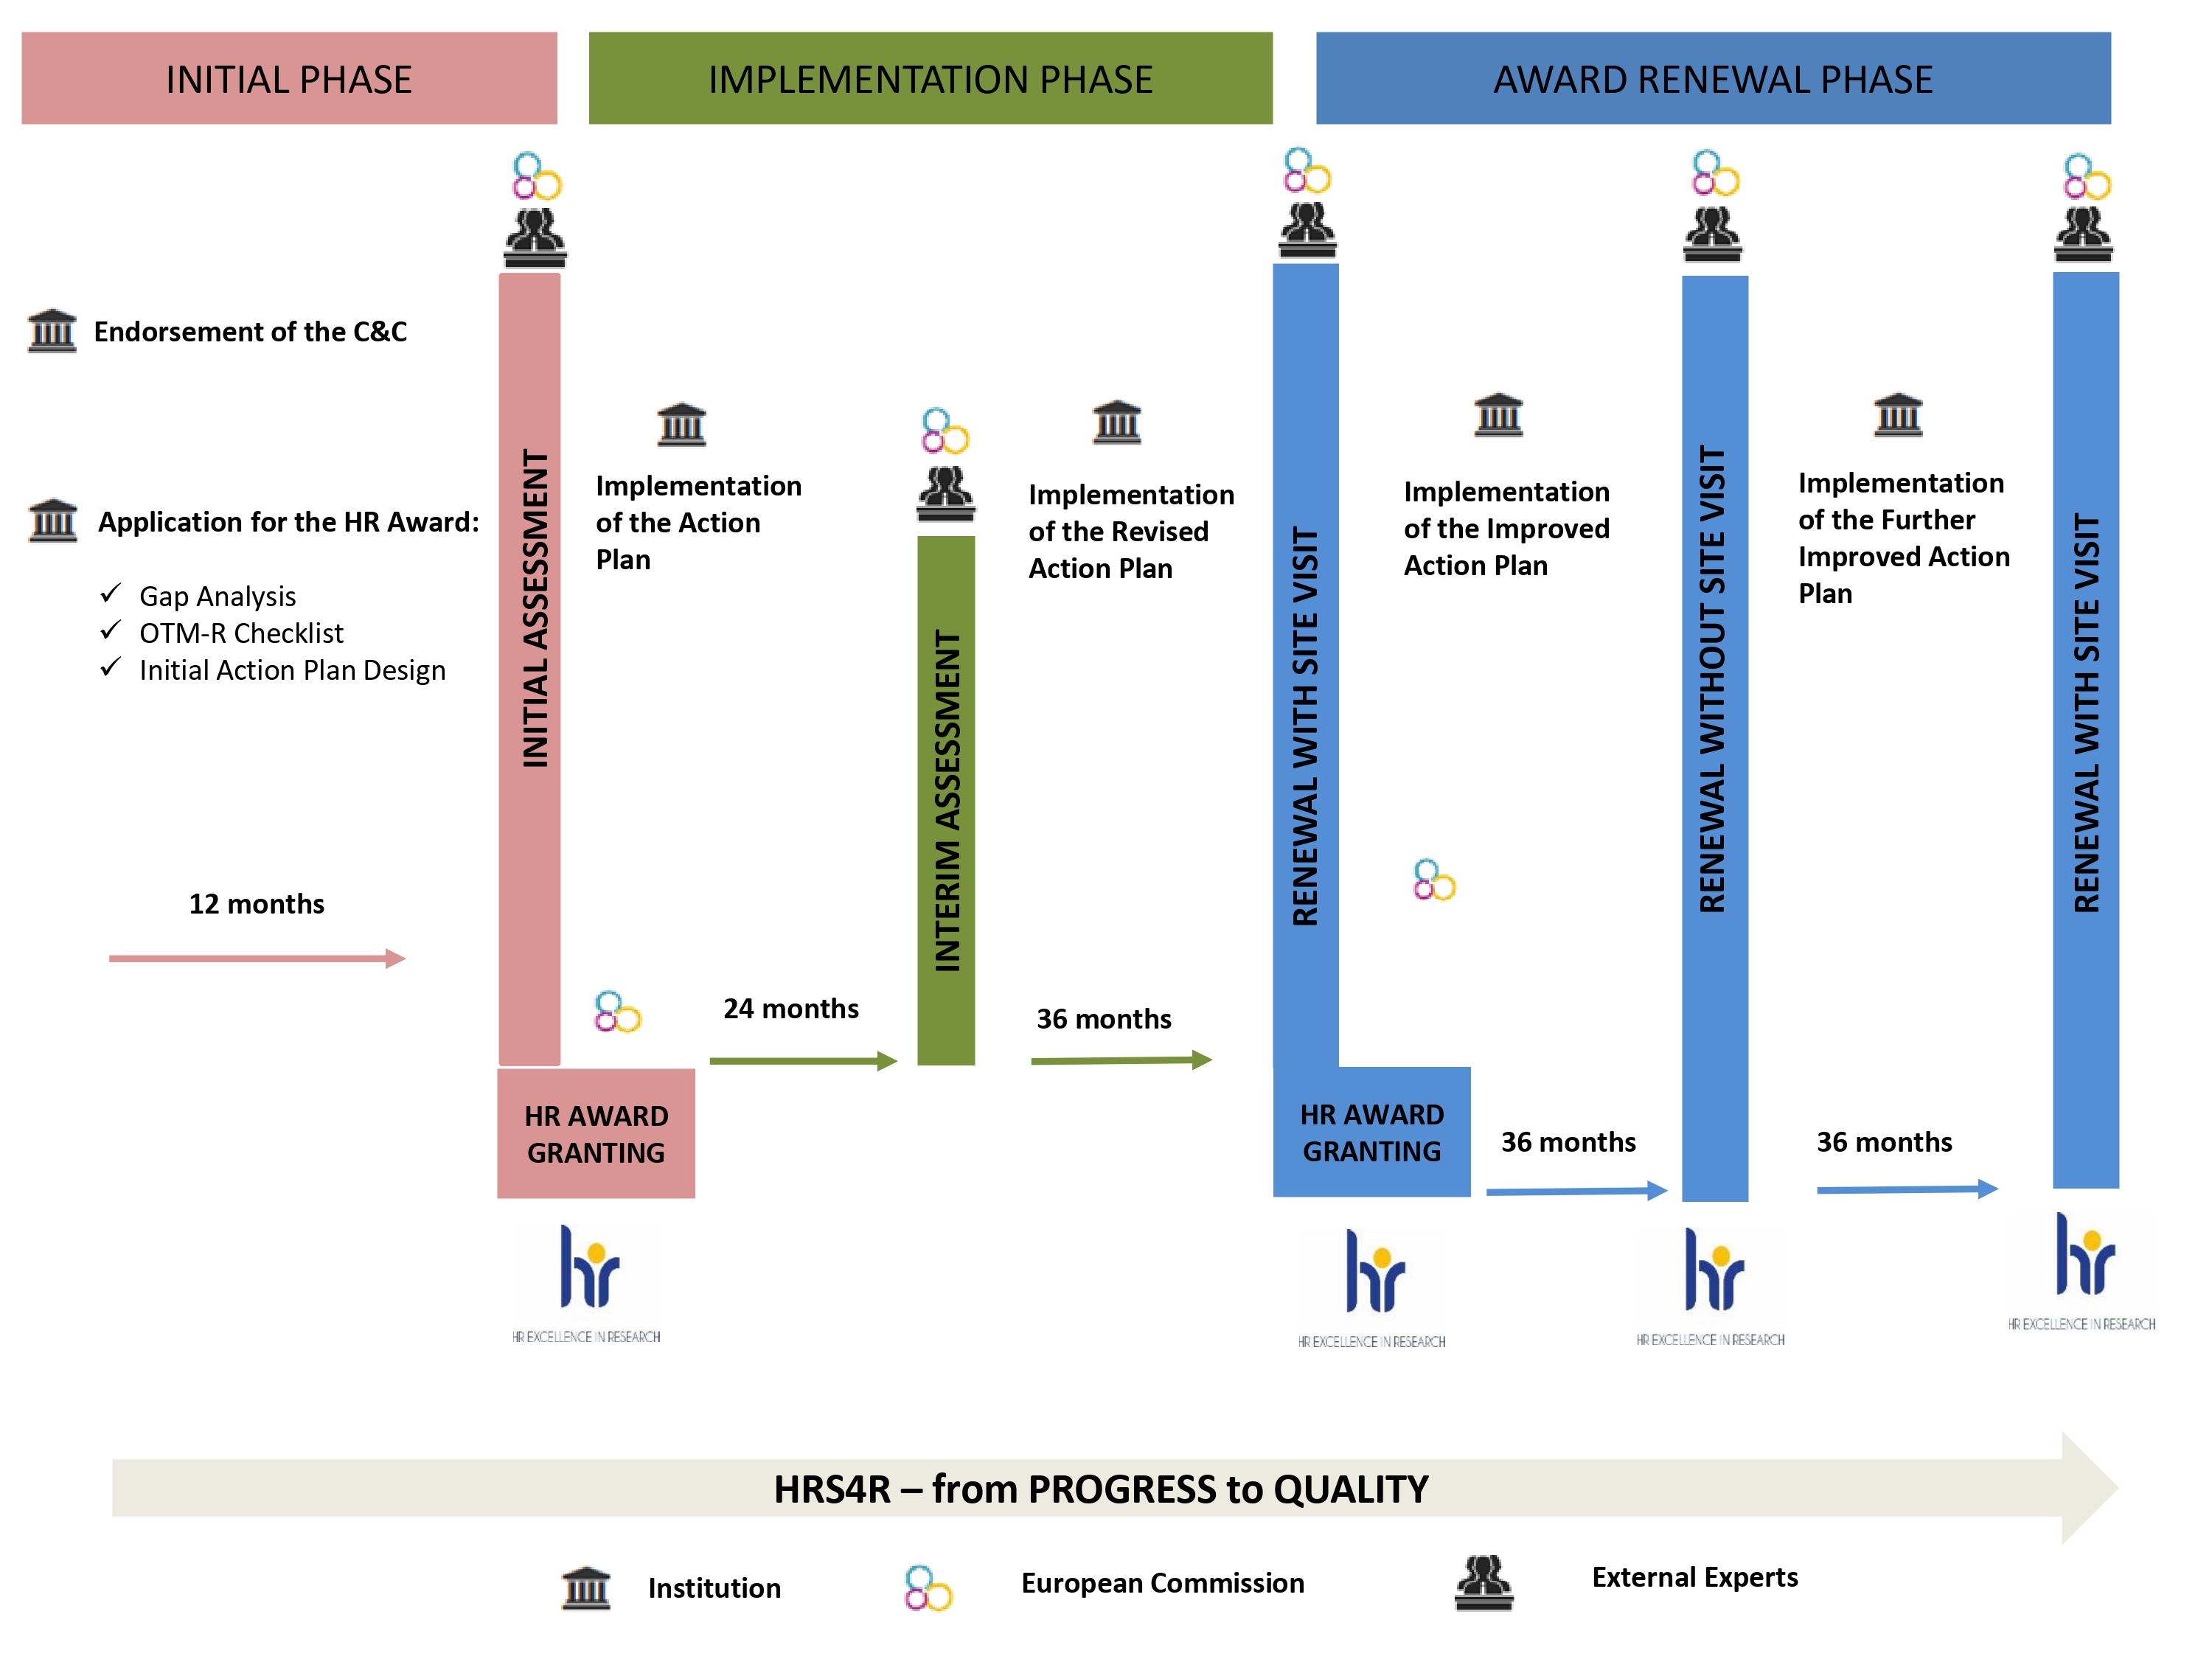 INITIAL PHASE
IMPLEMENTATION PHASE
AWARD RENEWAL PHASE
Endorsement of the C&C
Application for the HR Award:
✓ Gap Analysis
✓ OTM-R Checklist
✓ Initial Action Plan Design
12 months
INITIAL ASSESSMENT
HR AWARD
GRANTING
hr
HR EXCELLENCE IN RESEARCH
Implementation
of the Action
Plan
24 months
INTERIM ASSESSMENT
Implementation
of the Revised
Action Plan
36 months
RENEWAL WITH SITE VISIT
HR AWARD
GRANTING
hr
HR EXCELLENCE IN RESEARCH
Implementation
of the Improved
Action Plan
36 months
RENEWAL WITHOUT SITE VISIT
hr
HR EXCELLENCE IN RESEARCH
Implementation
of the Further
Improved Action
Plan
36 months
RENEWAL WITH SITE VISIT
hr
HR EXCELLENCE IN RESEARCH
HRS4R – from PROGRESS to QUALITY
Institution
European Commission
External Experts